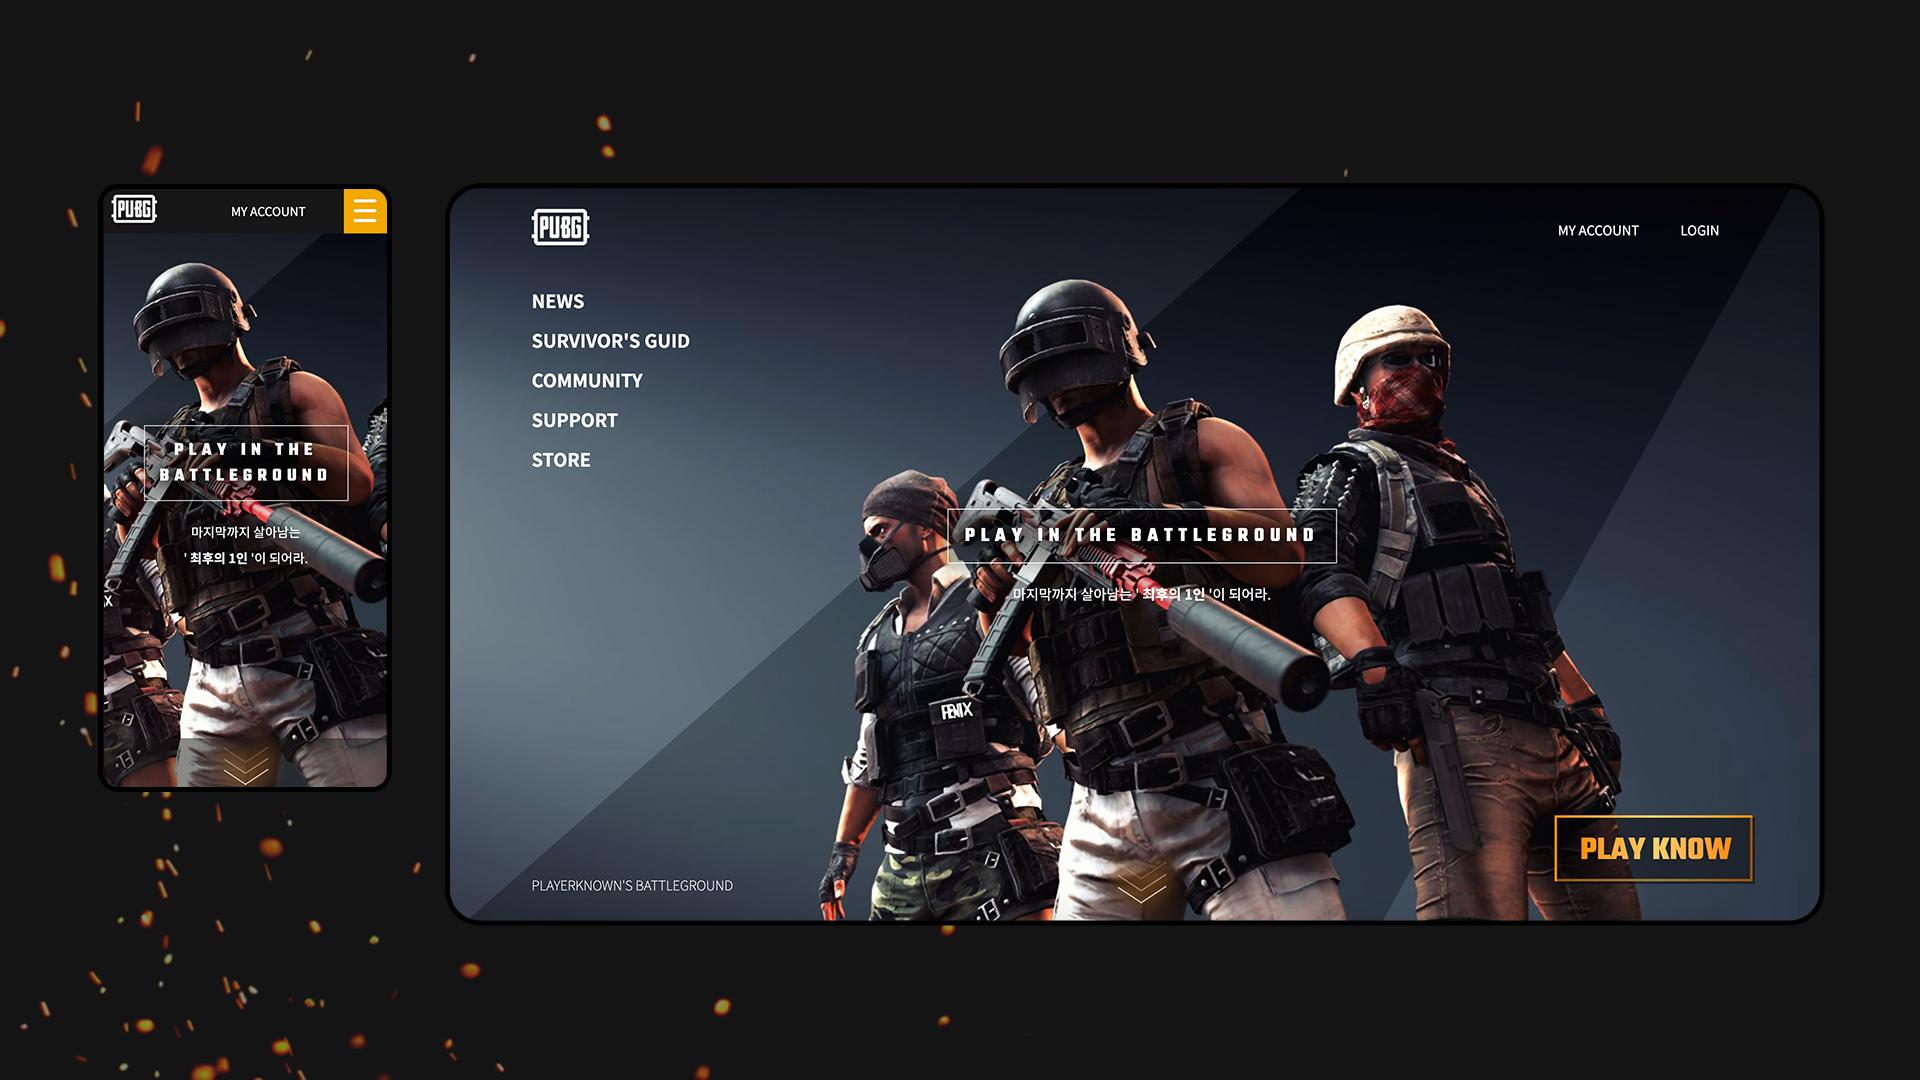 PUBG
MY ACCOUNT
PLAY IN THE
BATTLEGROUND
마지막까지 살아남는
' 최후의 1인 '이 되어라.
IX
PUBG
MY ACCOUNT
LOGIN
NEWS
SURVIVOR'S GUID
COMMUNITY
SUPPORT
STORE
PLAY IN THE BATTLEGROUND
마지막까지 살아남는 ' 최후의 1인 '이 되어라.
FENIX
PLAY KNOW
PLAYERKNOWN'S BATTLEGROUND